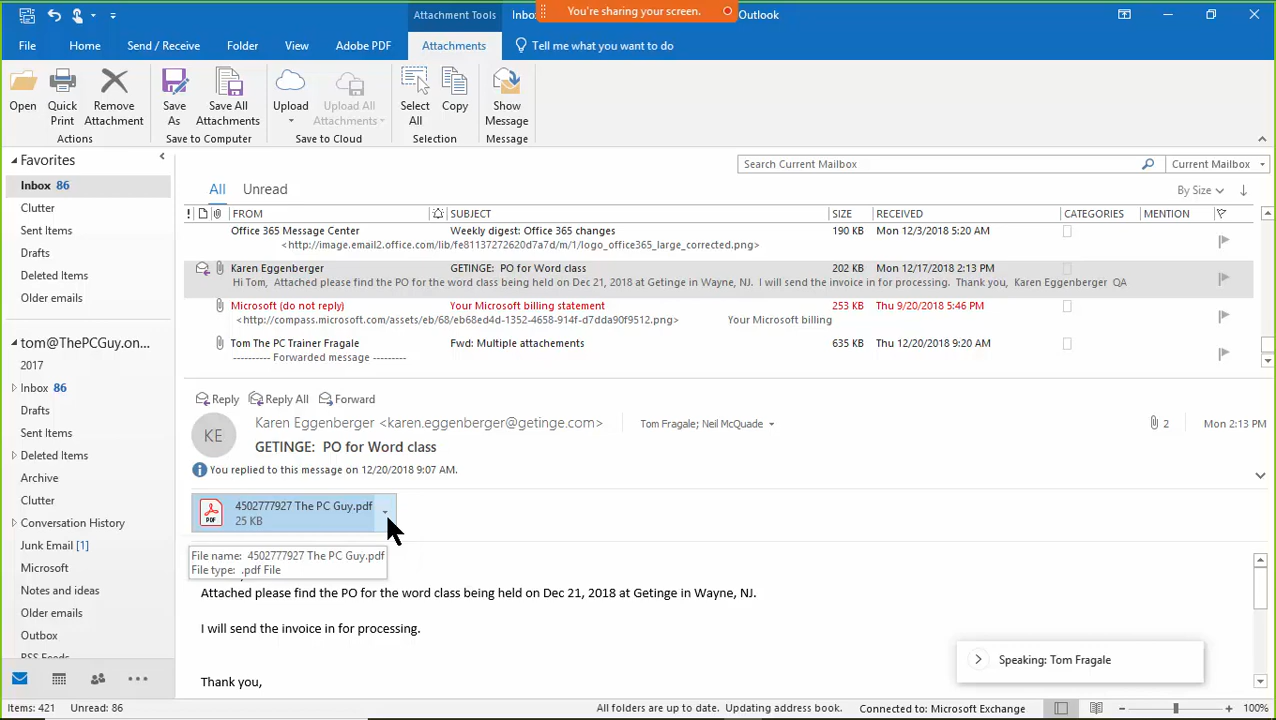 Attachment Tools
Inbo
You're sharing your screen.
Outlook
File
Home
Send / Receive
Folder
View
Adobe PDF
Attachments
Tell me what you want to do
Open
Quick Print
Remove Attachment
Save As
Save All Attachments
Upload
Upload All Attachments
Select All
Copy
Show Message
Actions
Save to Computer
Save to Cloud
Selection
Message
Favorites
Inbox 86
Clutter
Sent Items
Drafts
Deleted Items
Older emails
tom@ThePCGuy.on...
2017
Inbox 86
Drafts
Sent Items
Deleted Items
Archive
Clutter
Conversation History
Junk Email [1]
Microsoft
Notes and ideas
Older emails
Outbox
RSS Feeds
Search Current Mailbox
Current Mailbox
All
Unread
By Size
! FROM SUBJECT SIZE RECEIVED CATEGORIES MENTION
Office 365 Message Center Weekly digest: Office 365 changes 190 KB Mon 12/3/2018 5:20 AM
<http://image.email2.office.com/lib/fe81137272620d7a7d/m/1/logo_office365_large_corrected.png>
Karen Eggenberger GETINGE: PO for Word class 202 KB Mon 12/17/2018 2:13 PM
Hi Tom, Attached please find the PO for the word class being held on Dec 21, 2018 at Getinge in Wayne, NJ. I will send the invoice in for processing. Thank you, Karen Eggenberger QA
Microsoft (do not reply) Your Microsoft billing statement 253 KB Thu 9/20/2018 5:46 PM
<http://compass.microsoft.com/assets/eb/68/eb68ed4d-1352-4658-914f-d7dda90f9512.png> Your Microsoft billing
Tom The PC Trainer Fragale Fwd: Multiple attachements 635 KB Thu 12/20/2018 9:20 AM
---------- Forwarded message ---------
Reply
Reply All
Forward
KE
Karen Eggenberger <karen.eggenberger@getinge.com>
Tom Fragale; Neil McQuade
2
Mon 2:13 PM
GETINGE: PO for Word class
You replied to this message on 12/20/2018 9:07 AM.
PDF
4502777927 The PC Guy.pdf
25 KB
File name: 4502777927 The PC Guy.pdf
File type: .pdf File
Attached please find the PO for the word class being held on Dec 21, 2018 at Getinge in Wayne, NJ.
I will send the invoice in for processing.
Thank you,
Speaking: Tom Fragale
Items: 421
Unread: 86
All folders are up to date.
Updating address book.
Connected to: Microsoft Exchange
100%